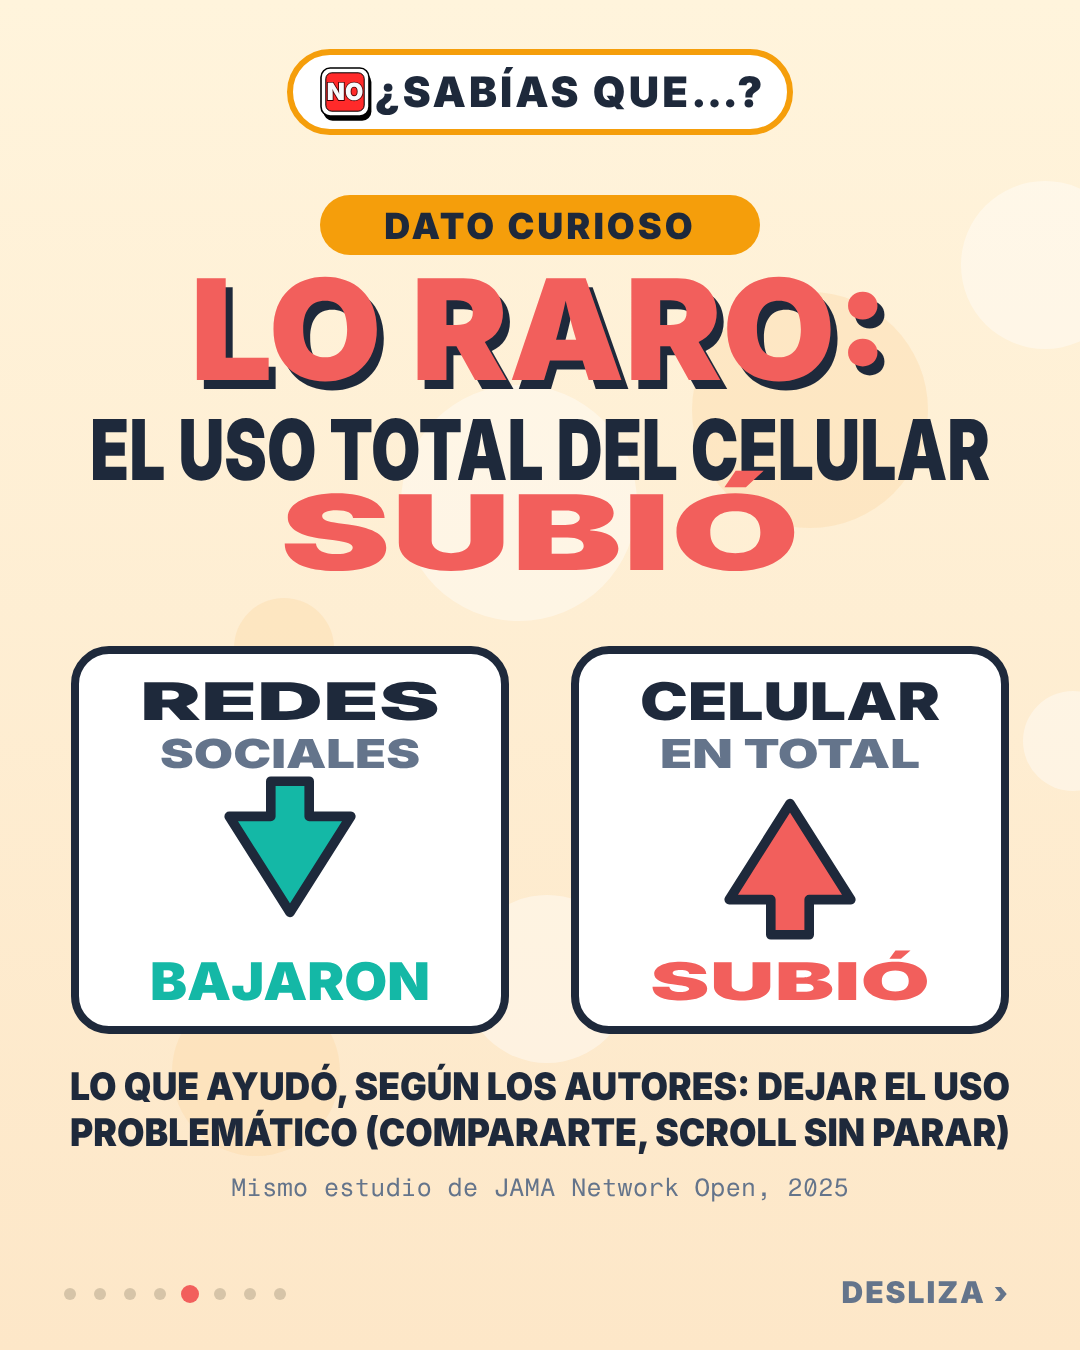 NO ¿SABÍAS QUE...?
DATO CURIOSO
LO RARO:
EL USO TOTAL DEL CELULAR
SUBIÓ
REDES
SOCIALES
BAJARON
CELULAR
EN TOTAL
SUBIÓ
LO QUE AYUDÓ, SEGÚN LOS AUTORES: DEJAR EL USO
PROBLEMÁTICO (COMPARARTE, SCROLL SIN PARAR)
Mismo estudio de JAMA Network Open, 2025
DESLIZA ›